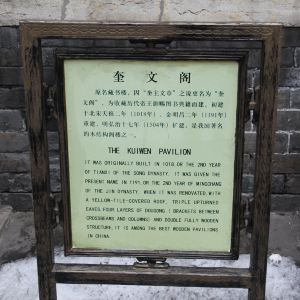 奎文阁
原名藏书楼，因“奎主文章”之说更名为“奎
文阁”，为收藏历代帝王御赐图书典籍而建，初建
于北宋天禧二年（1018年），金明昌二年（1191年）
重建，明弘治十七年（1504年）扩建，是我国著名
的木结构阁楼之一。
THE KUIWEN PAVILION
IT WAS ORIGINALLY BUILT IN 1018 OR THE 2ND YEAR
OF TIANXI OF THE SONG DYNASTY. IT WAS GIVEN THE
PRESENT NAME IN 1191 OR THE 2ND YEAR OF MINGCHANG
OF THE JIN DYNASTY WHEN IT WAS RENOVATED WITH
A YELLOW-TILE-COVERED ROOF, TRIPLE UPTURNED
EAVES FOUR LAYERS OF DOUGONG ( BRACKETS BETWEEN
CROSSBEAMS AND COLUMNS) AND DOUBLE FULLY WOODEN
STRUCTURE, IT IS AMONG THE BEST WOODEN PAVILIONS
IN CHINA.